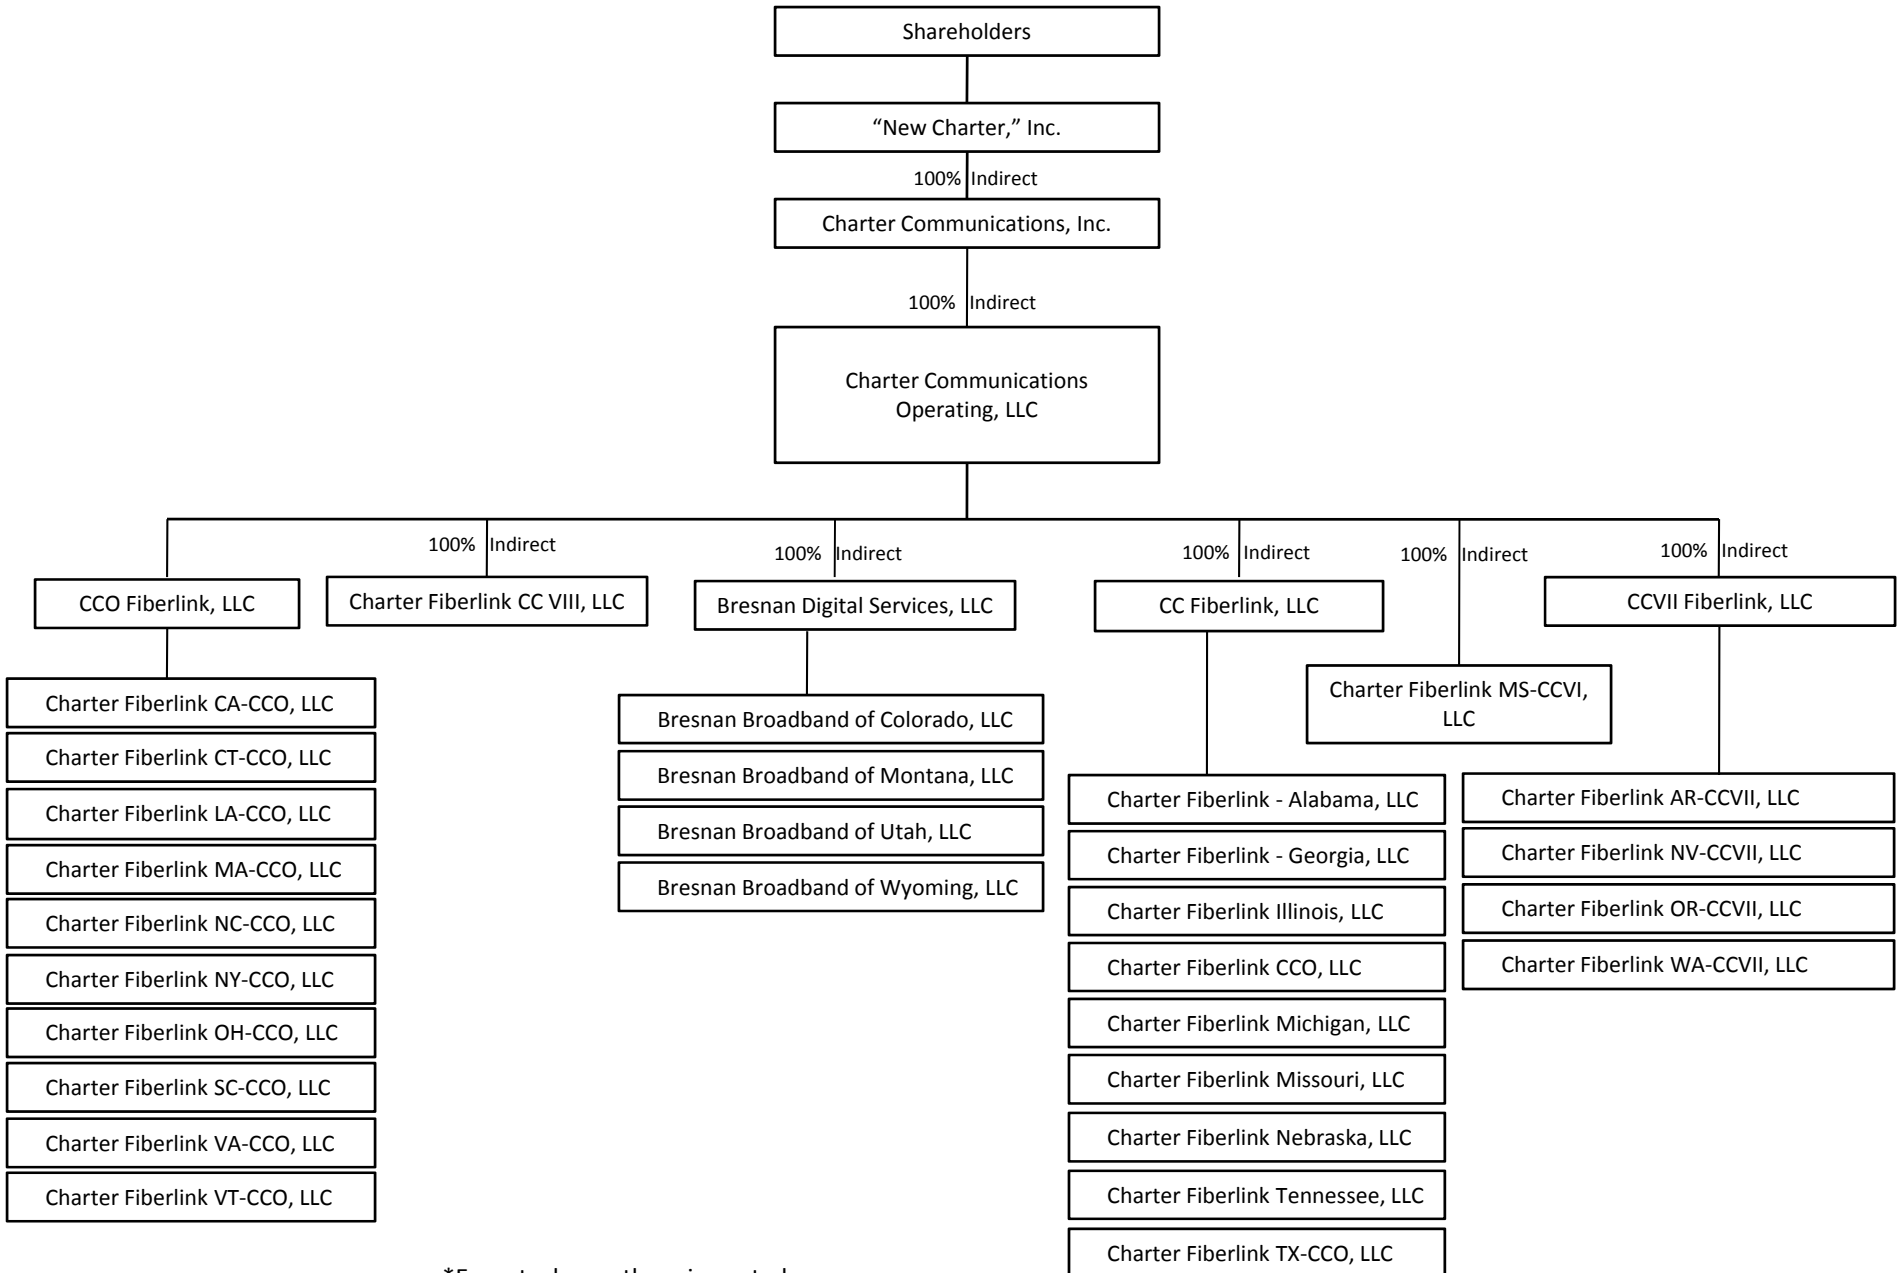 Shareholders
“New Charter,” Inc.
100% Indirect
Charter Communications, Inc.
100% Indirect
Charter Communications
Operating, LLC
100% Indirect
100% Indirect
100% Indirect
100% Indirect
100% Indirect
CCO Fiberlink, LLC
Charter Fiberlink CC VIII, LLC
Bresnan Digital Services, LLC
CC Fiberlink, LLC
CCVII Fiberlink, LLC
Charter Fiberlink MS-CCVI,
LLC
Charter Fiberlink CA-CCO, LLC
Charter Fiberlink CT-CCO, LLC
Charter Fiberlink LA-CCO, LLC
Charter Fiberlink MA-CCO, LLC
Charter Fiberlink NC-CCO, LLC
Charter Fiberlink NY-CCO, LLC
Charter Fiberlink OH-CCO, LLC
Charter Fiberlink SC-CCO, LLC
Charter Fiberlink VA-CCO, LLC
Charter Fiberlink VT-CCO, LLC
Bresnan Broadband of Colorado, LLC
Bresnan Broadband of Montana, LLC
Bresnan Broadband of Utah, LLC
Bresnan Broadband of Wyoming, LLC
Charter Fiberlink - Alabama, LLC
Charter Fiberlink - Georgia, LLC
Charter Fiberlink Illinois, LLC
Charter Fiberlink CCO, LLC
Charter Fiberlink Michigan, LLC
Charter Fiberlink Missouri, LLC
Charter Fiberlink Nebraska, LLC
Charter Fiberlink Tennessee, LLC
Charter Fiberlink TX-CCO, LLC
Charter Fiberlink AR-CCVII, LLC
Charter Fiberlink NV-CCVII, LLC
Charter Fiberlink OR-CCVII, LLC
Charter Fiberlink WA-CCVII, LLC